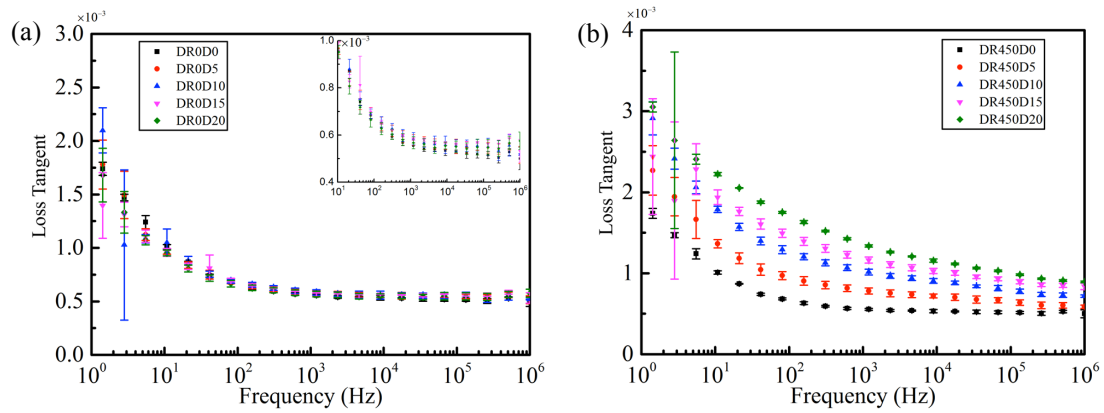 (a)
×10⁻³
3.0
2.5
2.0
1.5
1.0
0.5
0.0
Loss Tangent
DR0D0
DR0D5
DR0D10
DR0D15
DR0D20
×10⁻³
1.0
0.8
0.6
0.4
10¹ 10² 10³ 10⁴ 10⁵ 10⁶
10⁰ 10¹ 10² 10³ 10⁴ 10⁵ 10⁶
Frequency (Hz)
(b)
×10⁻³
4
3
2
1
0
Loss Tangent
DR450D0
DR450D5
DR450D10
DR450D15
DR450D20
10⁰ 10¹ 10² 10³ 10⁴ 10⁵ 10⁶
Frequency (Hz)